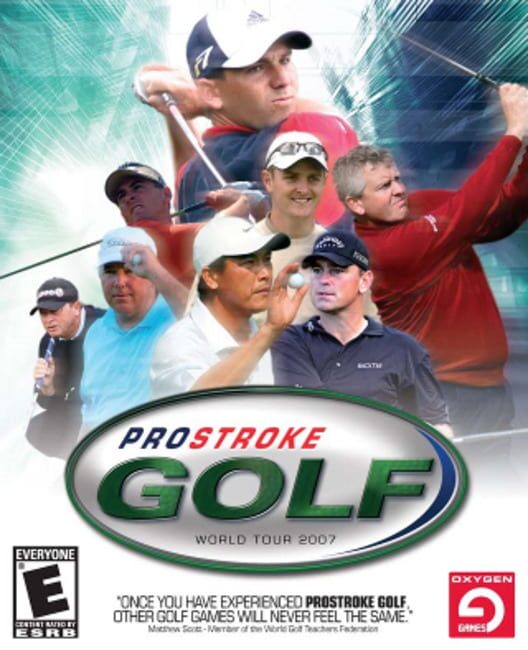 PROSTROKE
GOLF
WORLD TOUR 2007
EVERYONE
E
CONTENT RATED BY
ESRB
"ONCE YOU HAVE EXPERIENCED PROSTROKE GOLF,
OTHER GOLF GAMES WILL NEVER FEEL THE SAME."
Matthew Scott - Member of the World Golf Teachers Federation
OXYGEN
GAMES